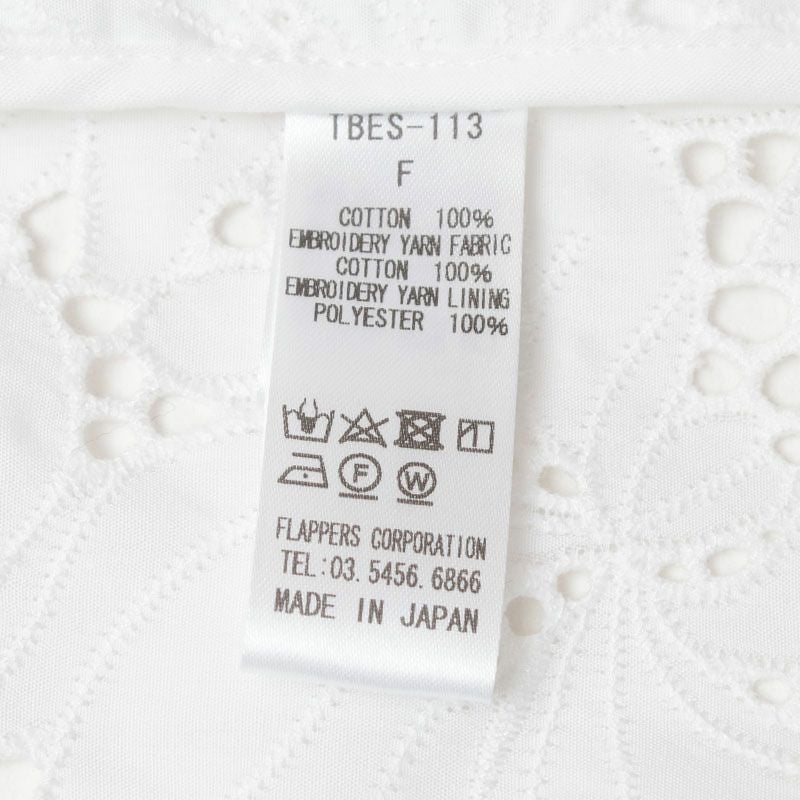 TBES-113
F
COTTON 100%
EMBROIDERY YARN FABRIC
COTTON 100%
EMBROIDERY YARN LINING
POLYESTER 100%
F W
FLAPPERS CORPORATION
TEL:03.5456.6866
MADE IN JAPAN